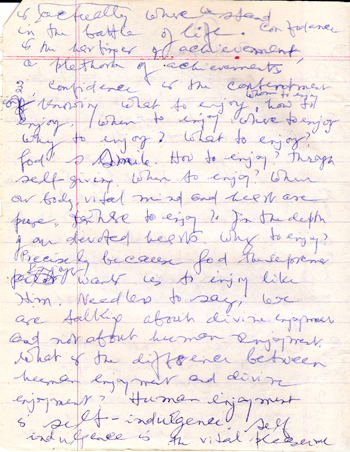 is actually where stand
in the battle of life. Confidence
is the harbinger of achievement,
a plethora of achievements
22
Confidence is the contentment
of knowing what to enjoy, how to
when to enjoy
enjoy. When to enjoy where to enjoy
why to enjoy? What to enjoy?
God's Smile. How to enjoy? Through
self-giving. When to enjoy? When
our body, vital mind and heart are
pure. Where to enjoy? In the depth
of our devoted hearts. Why to enjoy?
Precisely because God the supreme
wants us to enjoy like
Him. Needless to say, we
are talking about divine enjoyment
and not about human enjoyment
What is the difference between
human enjoyment and divine
enjoyment? Human enjoyment
is self-indulgence, self
indulgence is the vital pleasure